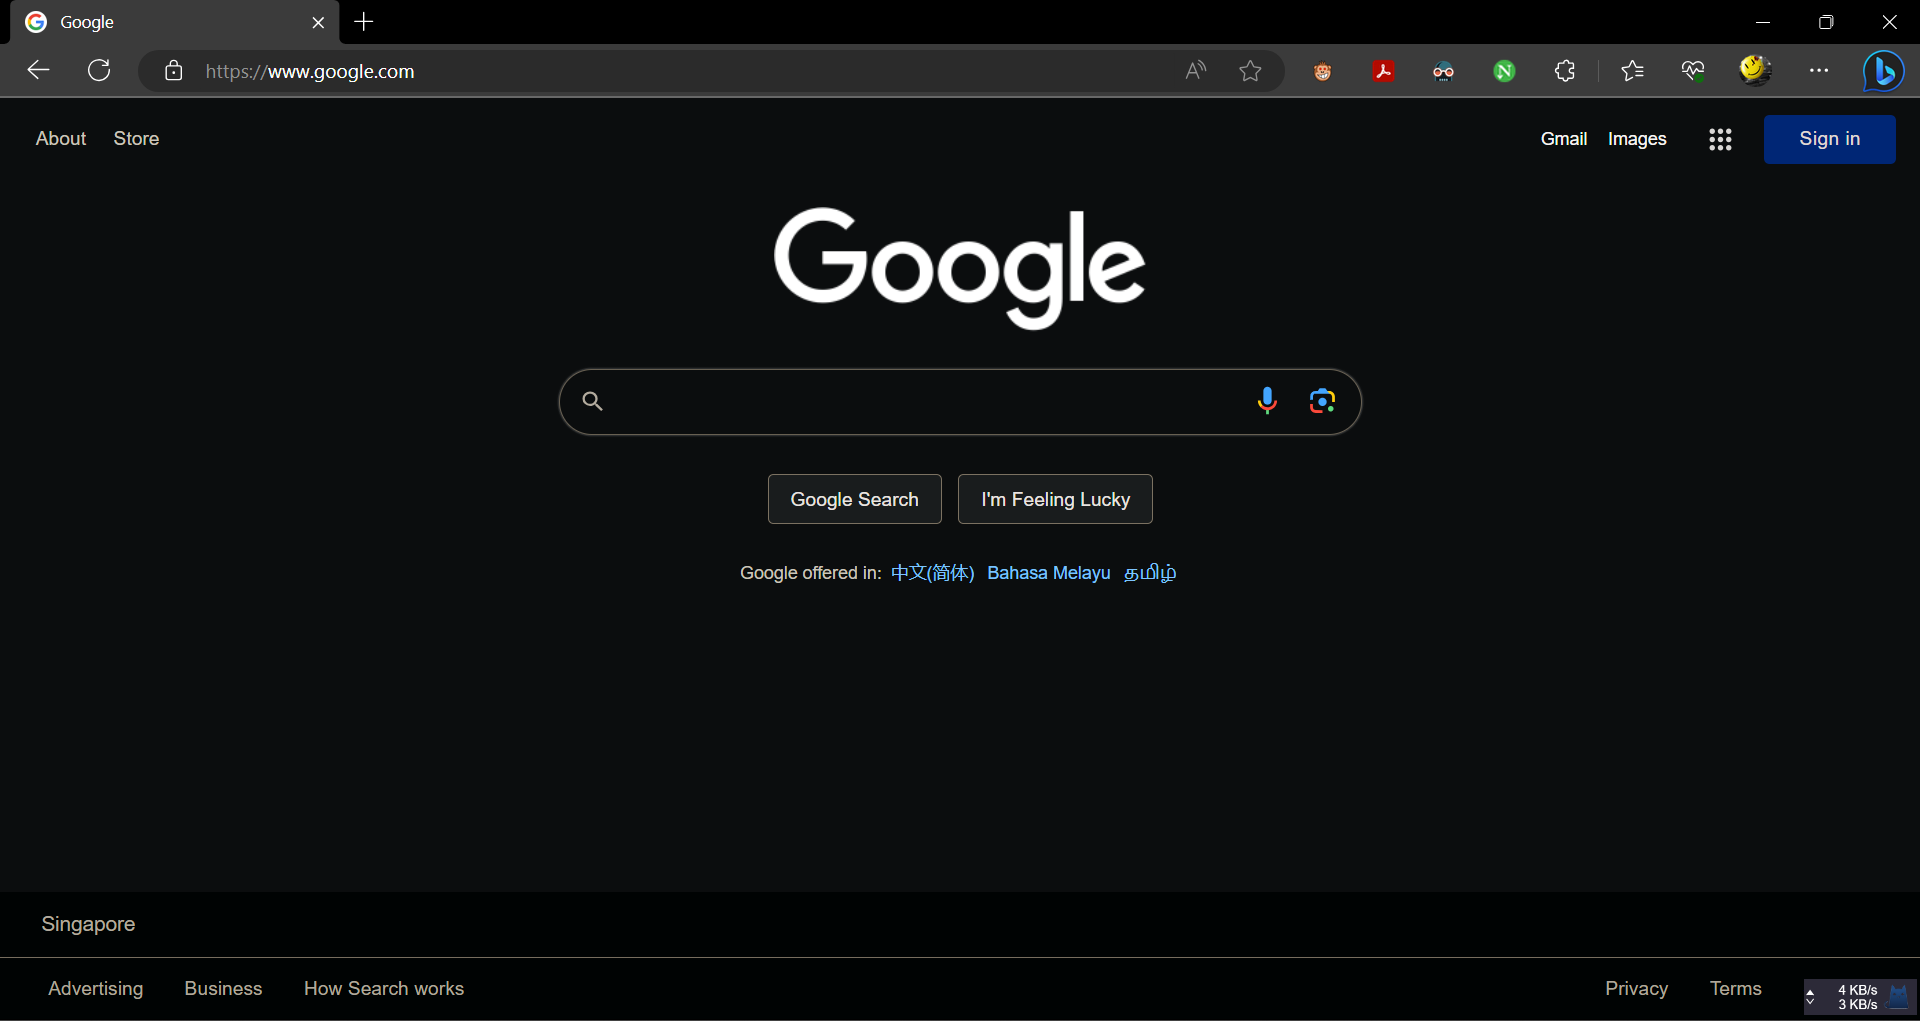 Google
https://www.google.com
About Store
Gmail Images Sign in
Google
Google Search I'm Feeling Lucky
Google offered in: 中文(简体) Bahasa Melayu தமிழ்
Singapore
Advertising Business How Search works
Privacy Terms
4 KB/s
3 KB/s